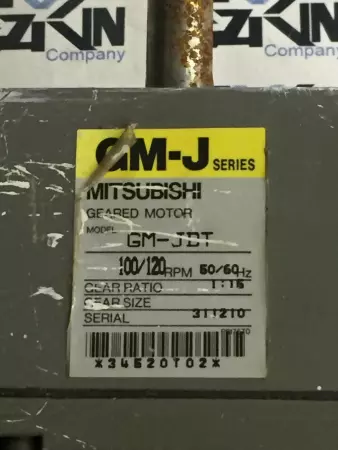 Company
Company
GM-J SERIES
MITSUBISHI
GEARED MOTOR
MODEL GM-JBT
100/120 RPM 50/60Hz
GEAR RATIO 1:15
GEAR SIZE
SERIAL 311210
*34520T02*